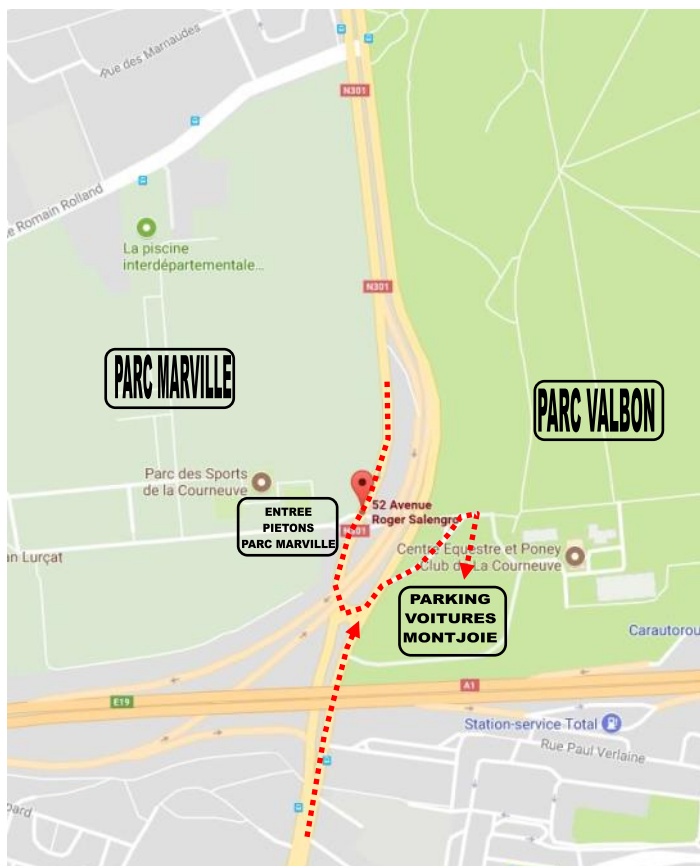 Rue des Marnaudes
N301
e Romain Rolland
La piscine
interdépartementale...
N301
PARC MARVILLE
PARC VALBON
Parc des Sports
de la Courneuve
52 Avenue
Roger Salengro
ENTREE
PIETONS
PARC MARVILLE
N301
an Lurçat
Centre Equestre et Poney
Club de La Courneuve
PARKING
VOITURES
MONTJOIE
Carautorou
A1
E19
Station-service Total
Rue Paul Verlaine
pard